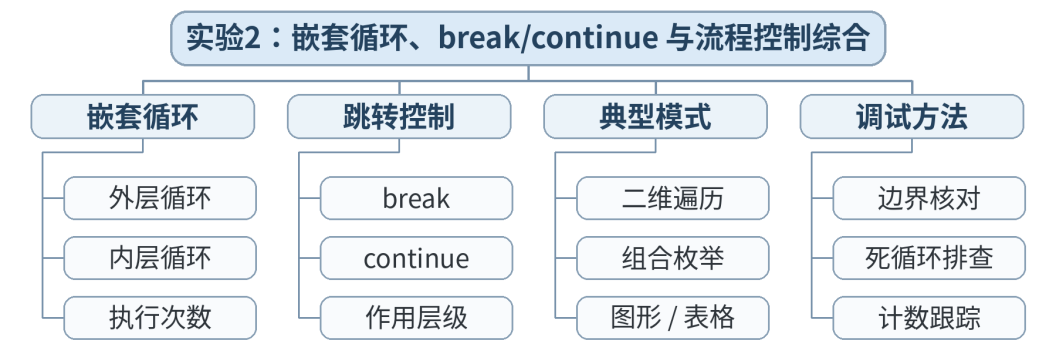 实验2：嵌套循环、break/continue 与流程控制综合
嵌套循环
外层循环
内层循环
执行次数
跳转控制
break
continue
作用层级
典型模式
二维遍历
组合枚举
图形 / 表格
调试方法
边界核对
死循环排查
计数跟踪